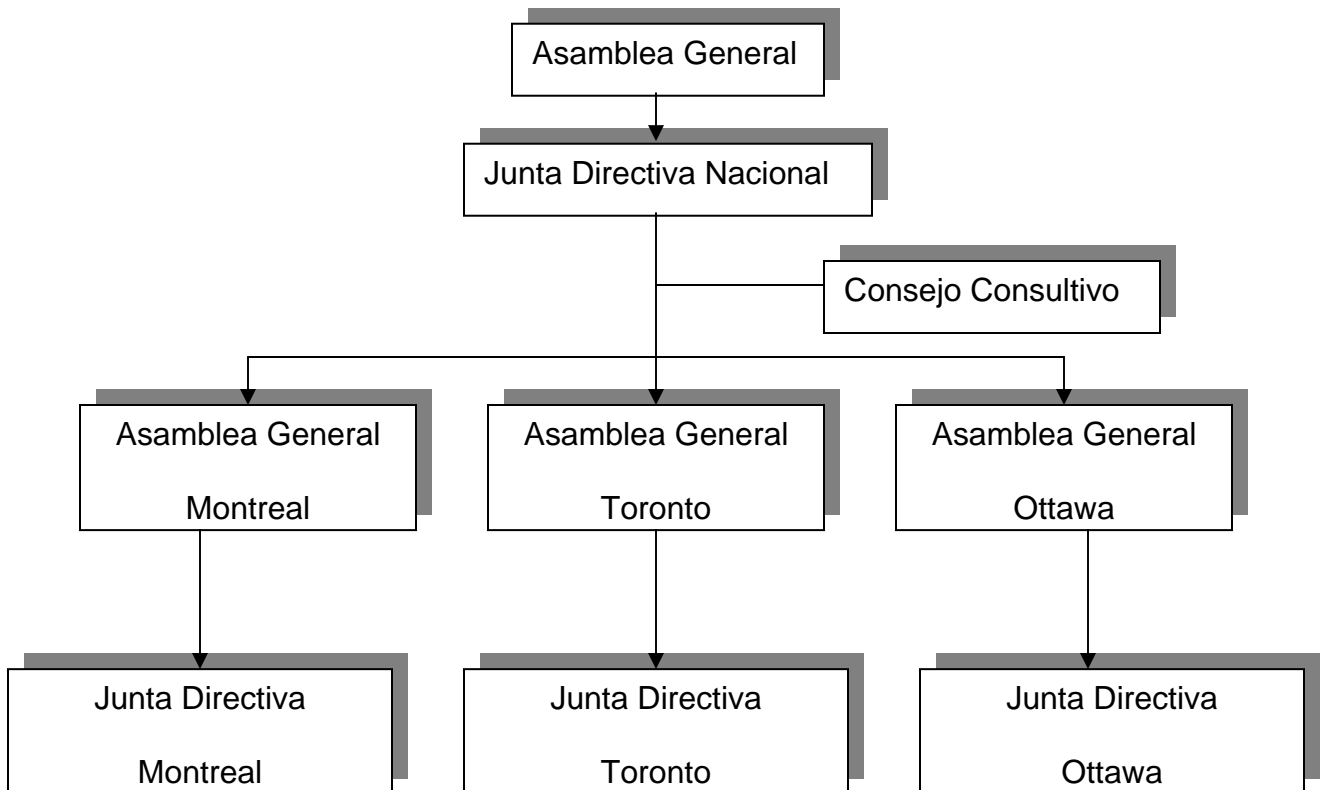 Asamblea General
Junta Directiva Nacional
Consejo Consultivo
Asamblea General
Montreal
Asamblea General
Toronto
Asamblea General
Ottawa
Junta Directiva
Montreal
Junta Directiva
Toronto
Junta Directiva
Ottawa